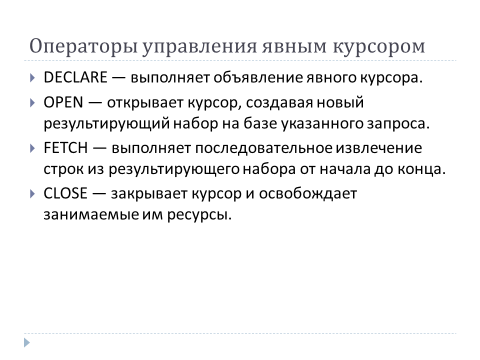 Операторы управления явным курсором
DECLARE — выполняет объявление явного курсора.
OPEN — открывает курсор, создавая новый
результирующий набор на базе указанного запроса.
FETCH — выполняет последовательное извлечение
строк из результирующего набора от начала до конца.
CLOSE — закрывает курсор и освобождает
занимаемые им ресурсы.